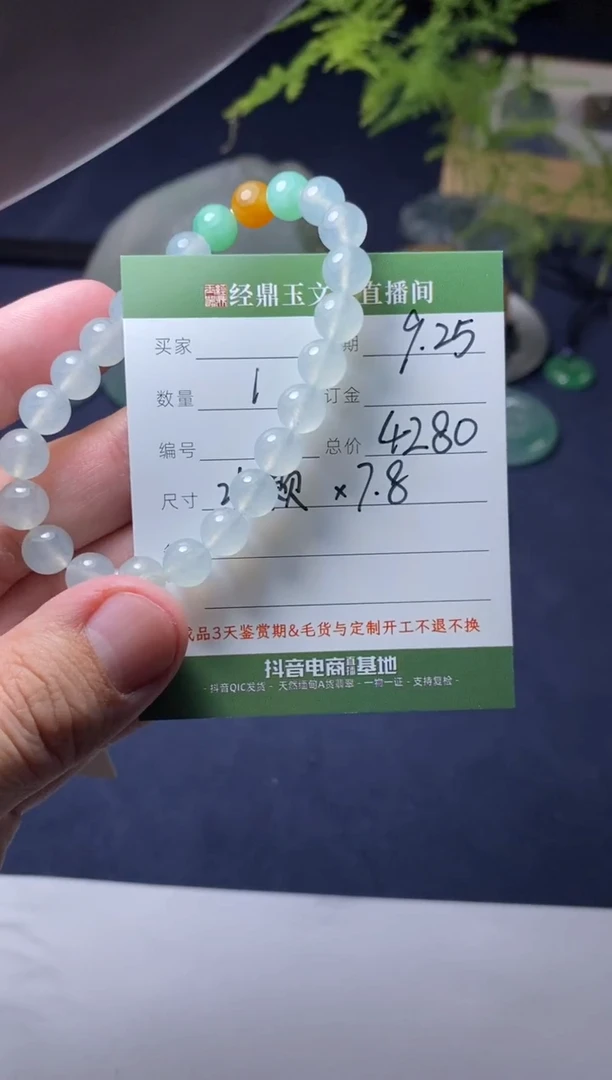 经鼎玉文 直播间
买家 期 9.25
数量 1 订金
编号 总价 4280
尺寸 颗 ×7.8
成品3天鉴赏期&毛货与定制开工不退不换
抖音电商直播基地
- 抖音QIC发货 - 天然缅甸A货翡翠 - 一物一证 - 支持复检 -